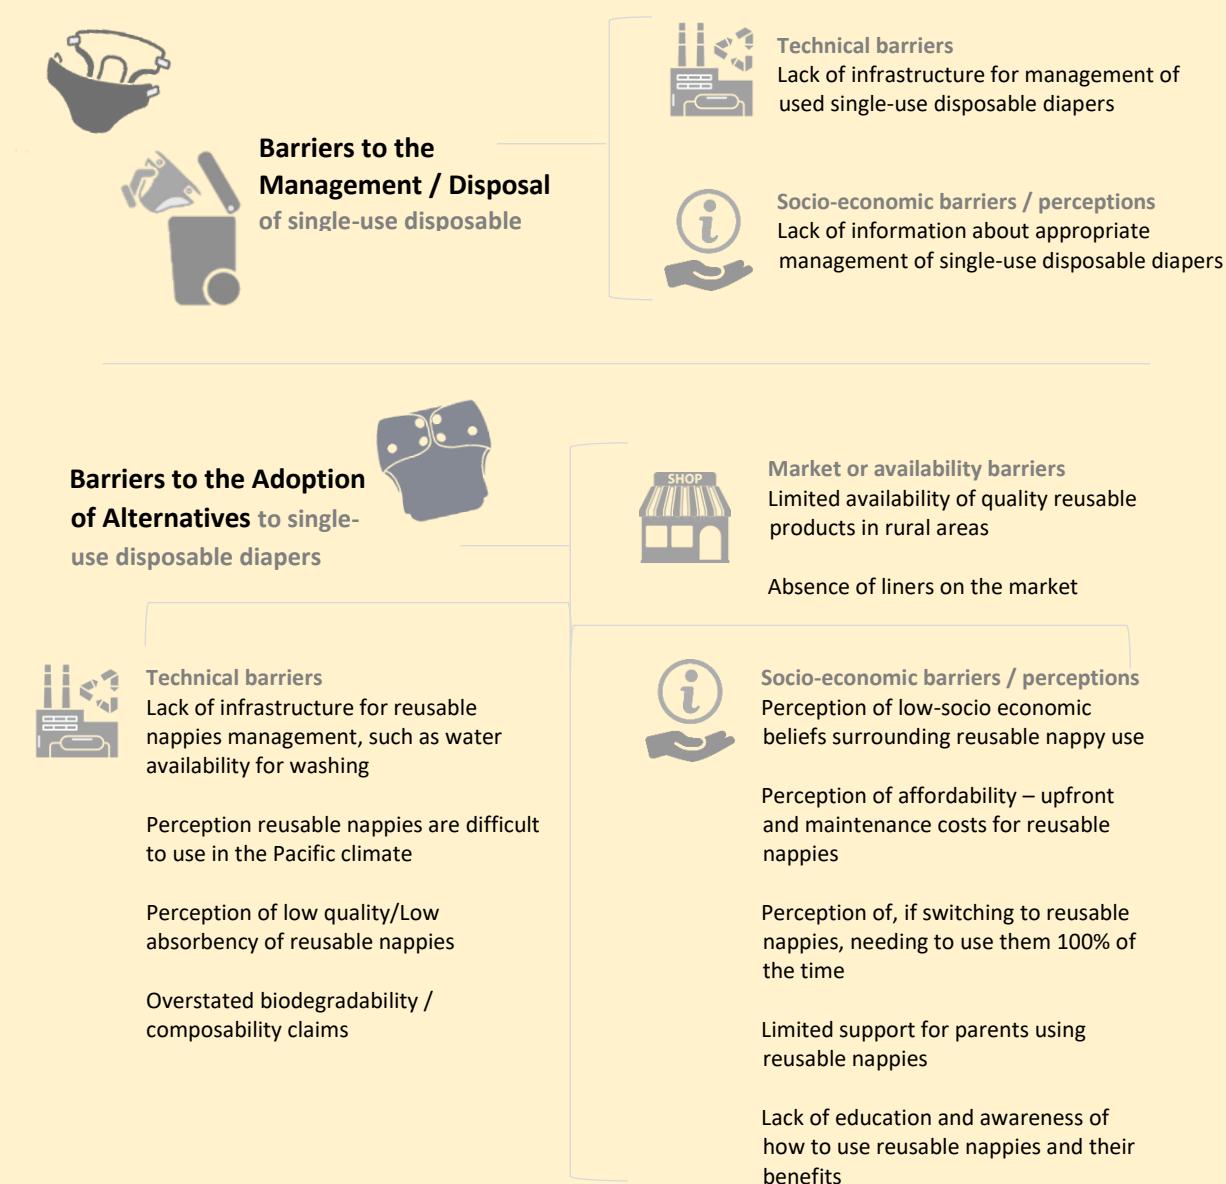 Barriers to the
Management / Disposal
of single-use disposable
Technical barriers
Lack of infrastructure for management of
used single-use disposable diapers
Socio-economic barriers / perceptions
Lack of information about appropriate
management of single-use disposable diapers
Barriers to the Adoption
of Alternatives to single-
use disposable diapers
SHOP
Market or availability barriers
Limited availability of quality reusable
products in rural areas
Absence of liners on the market
Technical barriers
Lack of infrastructure for reusable
nappies management, such as water
availability for washing
Perception reusable nappies are difficult
to use in the Pacific climate
Perception of low quality/Low
absorbency of reusable nappies
Overstated biodegradability /
composability claims
Socio-economic barriers / perceptions
Perception of low-socio economic
beliefs surrounding reusable nappy use
Perception of affordability – upfront
and maintenance costs for reusable
nappies
Perception of, if switching to reusable
nappies, needing to use them 100% of
the time
Limited support for parents using
reusable nappies
Lack of education and awareness of
how to use reusable nappies and their
benefits